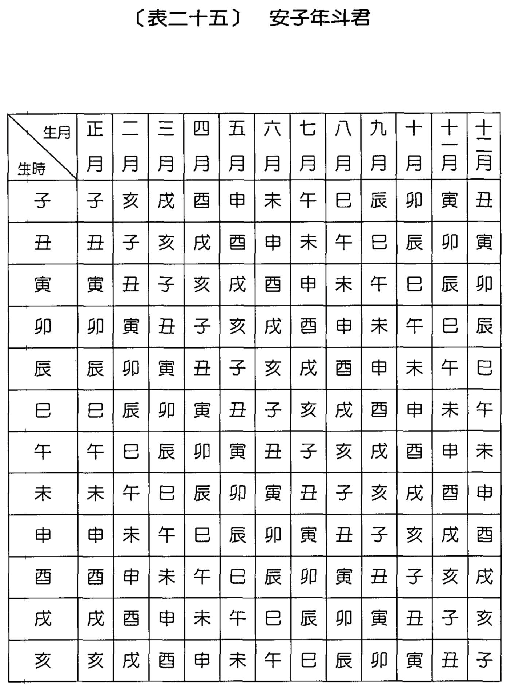 〔表二十五〕 安子年斗君
生月 正月 二月 三月 四月 五月 六月 七月 八月 九月 十月 十一月 十二月
生時
子 子 亥 戌 酉 申 未 午 巳 辰 卯 寅 丑
丑 丑 子 亥 戌 酉 申 未 午 巳 辰 卯 寅
寅 寅 丑 子 亥 戌 酉 申 未 午 巳 辰 卯
卯 卯 寅 丑 子 亥 戌 酉 申 未 午 巳 辰
辰 辰 卯 寅 丑 子 亥 戌 酉 申 未 午 巳
巳 巳 辰 卯 寅 丑 子 亥 戌 酉 申 未 午
午 午 巳 辰 卯 寅 丑 子 亥 戌 酉 申 未
未 未 午 巳 辰 卯 寅 丑 子 亥 戌 酉 申
申 申 未 午 巳 辰 卯 寅 丑 子 亥 戌 酉
酉 酉 申 未 午 巳 辰 卯 寅 丑 子 亥 戌
戌 戌 酉 申 未 午 巳 辰 卯 寅 丑 子 亥
亥 亥 戌 酉 申 未 午 巳 辰 卯 寅 丑 子